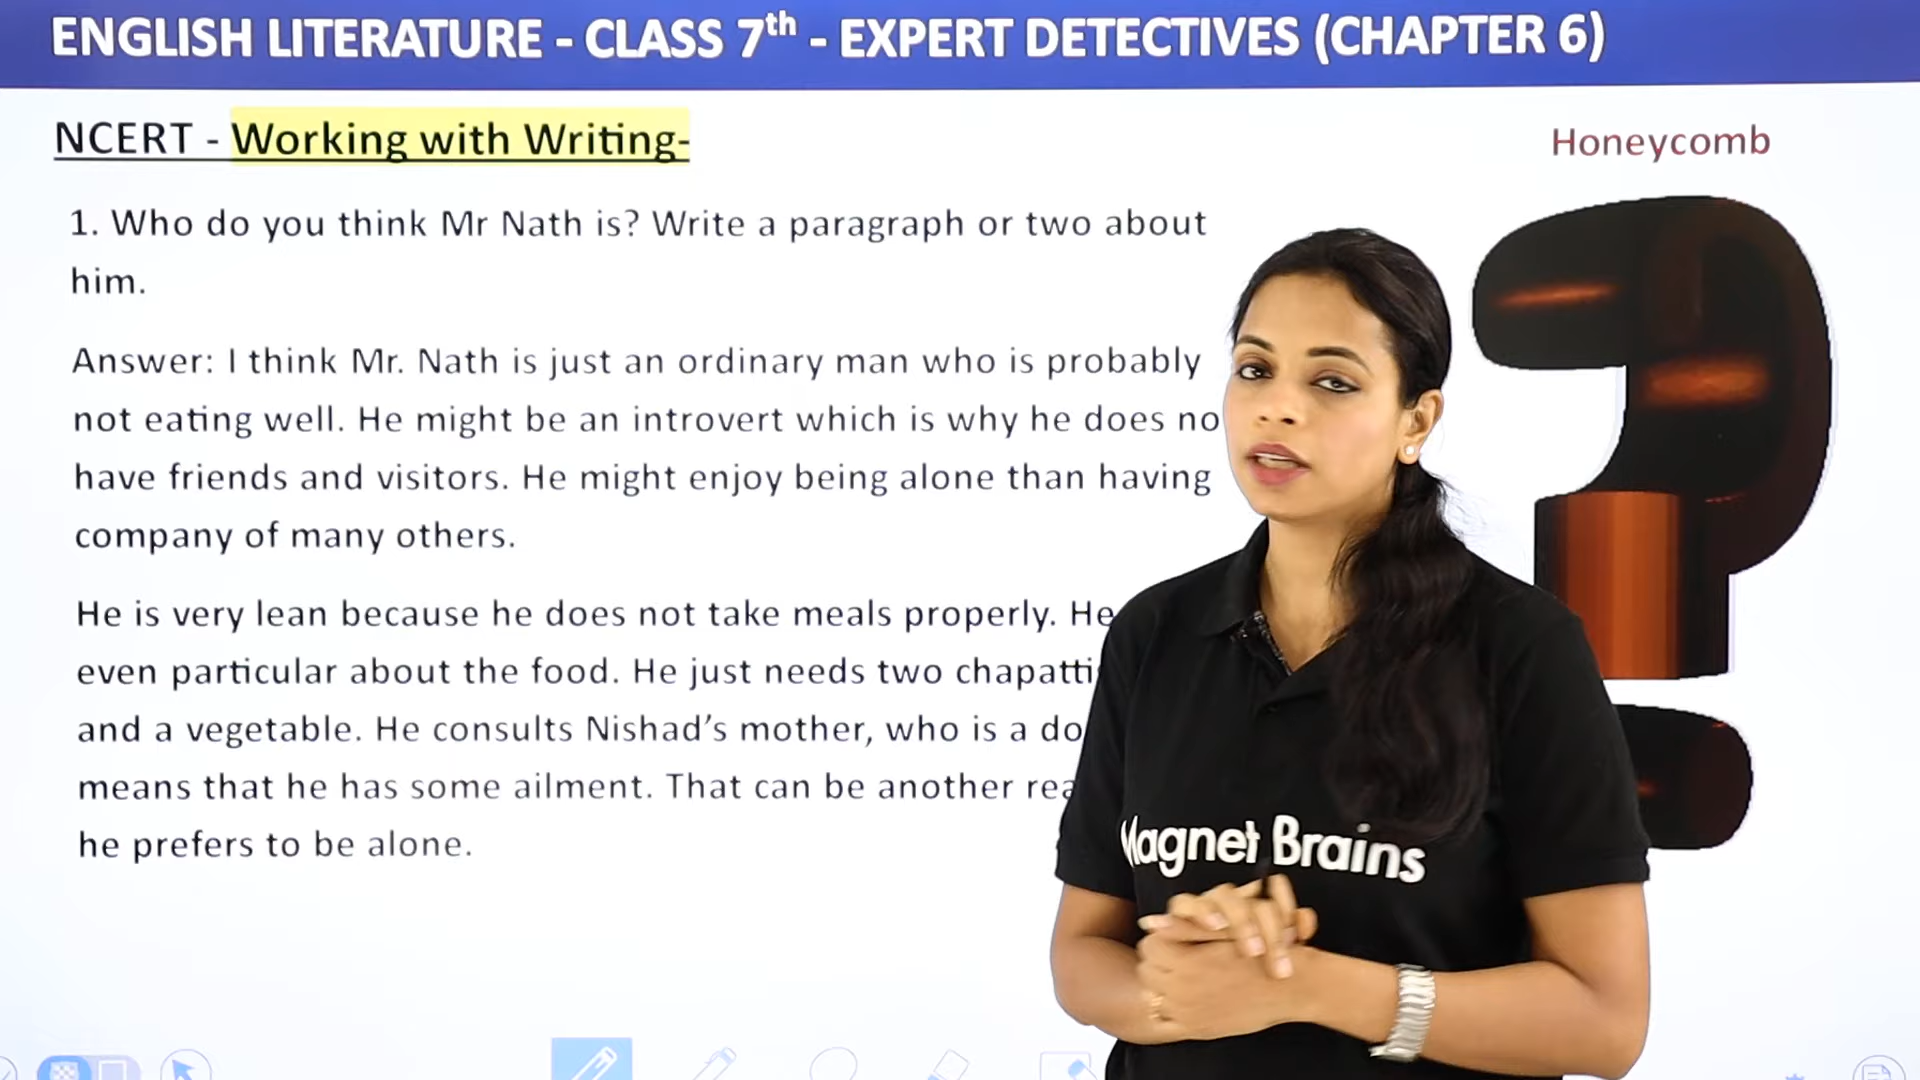 ENGLISH LITERATURE - CLASS 7th - EXPERT DETECTIVES (CHAPTER 6)
NCERT - Working with Writing-
Honeycomb
1. Who do you think Mr Nath is? Write a paragraph or two about
him.
Answer: I think Mr. Nath is just an ordinary man who is probably
not eating well. He might be an introvert which is why he does no
have friends and visitors. He might enjoy being alone than having
company of many others.
He is very lean because he does not take meals properly. He
even particular about the food. He just needs two chapatti
and a vegetable. He consults Nishad’s mother, who is a do
means that he has some ailment. That can be another rea
he prefers to be alone.
Magnet Brains